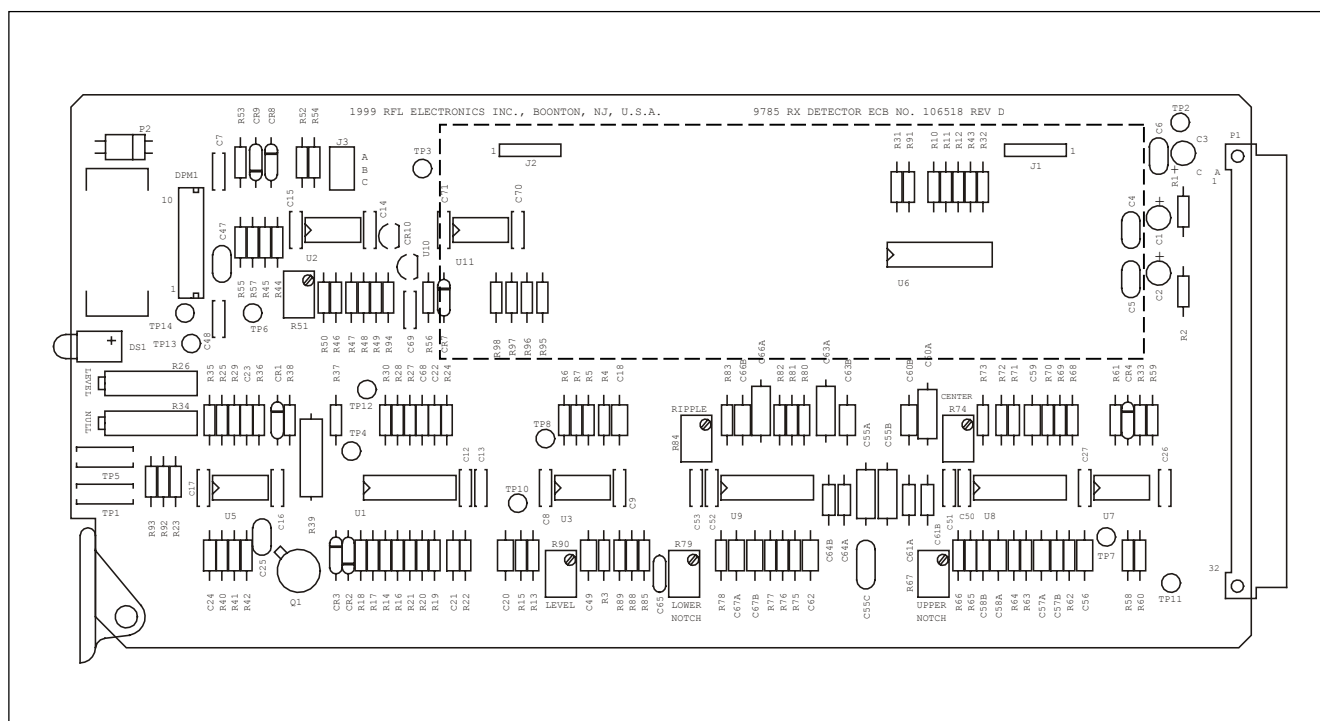 1999 RFL ELECTRONICS INC., BOONTON, NJ, U.S.A. 9785 RX DETECTOR ECB NO. 106518 REV D
P2
C7
R53
CR9
CR8
R52
R54
J3
A
B
C
TP3
1
J2
R31
R91
R10
R11
R12
R43
R32
J1
1
TP2
C6
C3
P1
C A
1
R1
+
DPM1
10
1
C47
C15
U2
C14
CR10
U10
C71
U11
C70
U6
C4
C1
+
C5
C2
+
R2
R55
R57
R45
R44
R51
TP14
TP13
C48
TP6
DS1
+
R50
R46
R47
R48
R49
R94
C69
R56
CR7
R98
R97
R96
R95
LEVEL
R26
NULL
R34
R35
R25
R29
C23
R36
CR1
R38
R37
TP12
R30
R28
R27
C68
C22
R24
R6
R7
R5
R4
C18
R83
C66B
C66A
R82
R81
R80
C63A
C63B
C60B
C60A
CENTER
R74
R73
R72
R71
C59
R70
R69
R68
R61
CR4
R33
R59
TP4
TP8
RIPPLE
R84
C55A
C55B
TP5
TP1
R93
R92
R23
C17
U5
C16
R39
U1
C12
C13
TP10
C8
U3
C9
C53
C52
U9
C64B
C64A
C61A
C61B
C51
C50
U8
C27
U7
C26
TP7
C24
R40
R41
R42
C25
Q1
CR3
CR2
R18
R17
R14
R16
R21
R20
R19
C21
R22
C20
R15
R13
R90
LEVEL
C49
R3
R89
R88
R85
C65
R79
LOWER
NOTCH
R78
C67A
C67B
R77
R76
R75
C62
C55C
R67
UPPER
NOTCH
R66
R65
C58B
C58A
R64
R63
C57A
C57B
R62
C56
R58
R60
TP11
32